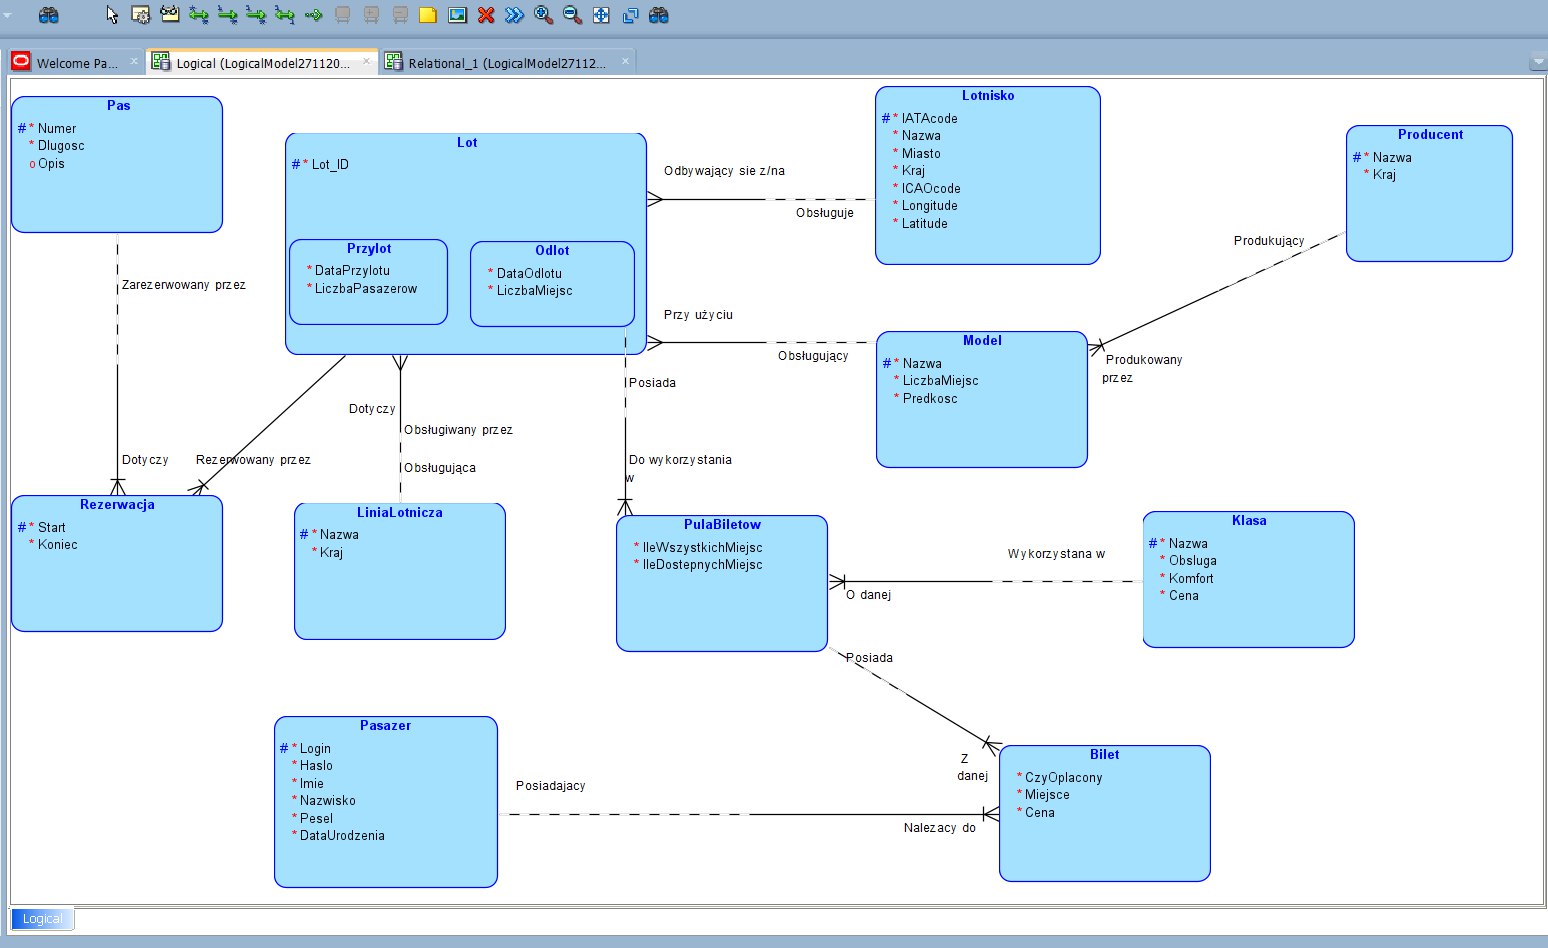 Welcome Pa...
Logical (LogicalModel271120...
Relational_1 (LogicalModel27112...
Pas
# * Numer
* Dlugosc
o Opis
Lot
# * Lot_ID
Przylot
* DataPrzylotu
* LiczbaPasazerow
Odlot
* DataOdlotu
* LiczbaMiejsc
Lotnisko
# * IATAcode
* Nazwa
* Miasto
* Kraj
* ICAOcode
* Longitude
* Latitude
Producent
# * Nazwa
* Kraj
Odbywający sie z/na
Obsługuje
Produkujący
Zarezerwowany przez
Przy użyciu
Obsługujący
Model
# * Nazwa
* LiczbaMiejsc
* Predkosc
Produkowany
przez
Posiada
Dotyczy
Obsługiwany przez
Obsługująca
Dotyczy
Rezerwowany przez
Do wykorzystania
w
Rezerwacja
# * Start
* Koniec
LiniaLotnicza
# * Nazwa
* Kraj
PulaBiletow
* IleWszystkichMiejsc
* IleDostepnychMiejsc
Wykorzystana w
O danej
Klasa
# * Nazwa
* Obsluga
* Komfort
* Cena
Posiada
Z
danej
Pasazer
# * Login
* Haslo
* Imie
* Nazwisko
* Pesel
* DataUrodzenia
Posiadajacy
Nalezacy do
Bilet
* CzyOplacony
* Miejsce
* Cena
Logical